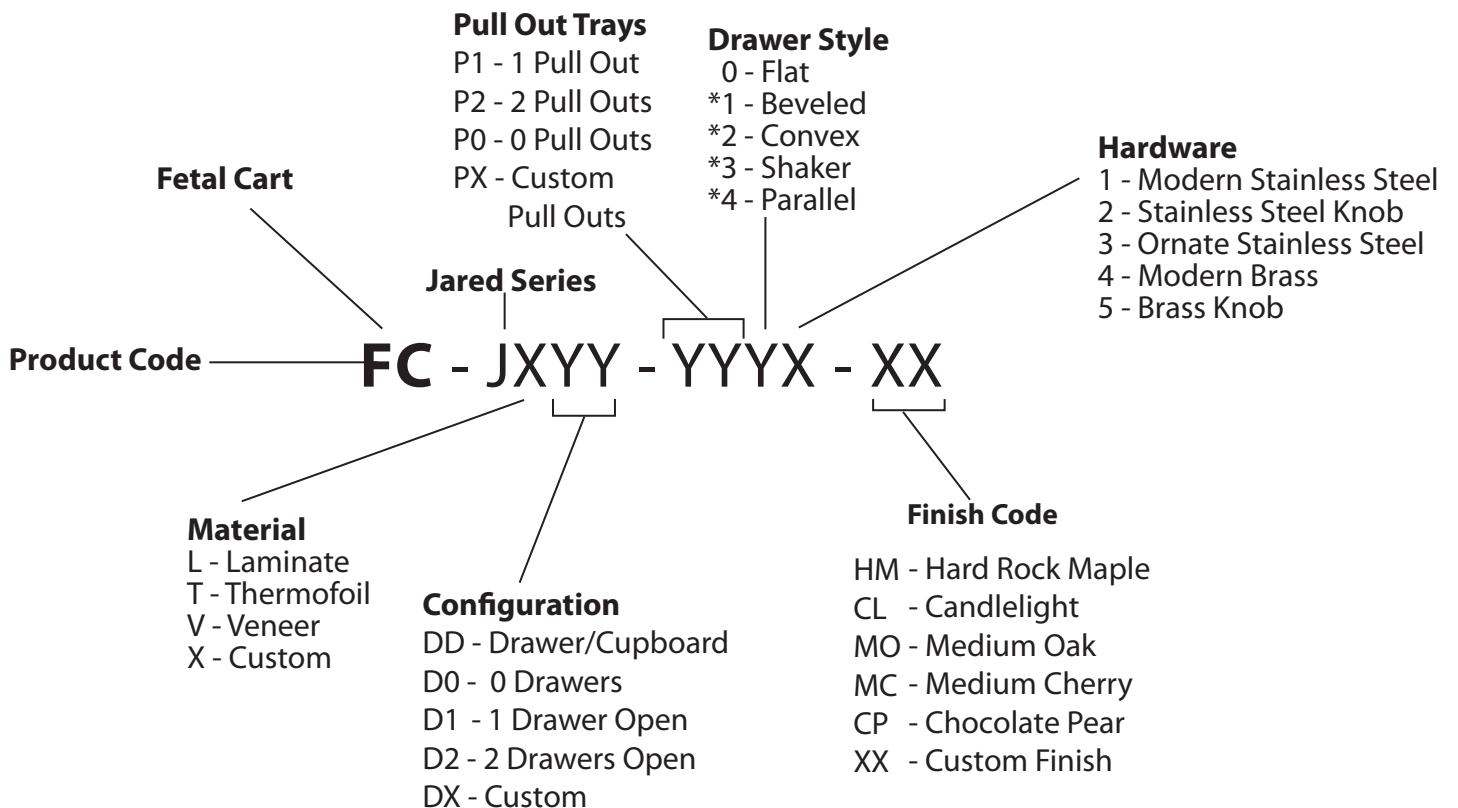 Pull Out Trays
P1 - 1 Pull Out
P2 - 2 Pull Outs
P0 - 0 Pull Outs
PX - Custom
Pull Outs
Drawer Style
0 - Flat
*1 - Beveled
*2 - Convex
*3 - Shaker
*4 - Parallel
Hardware
1 - Modern Stainless Steel
2 - Stainless Steel Knob
3 - Ornate Stainless Steel
4 - Modern Brass
5 - Brass Knob
Fetal Cart
Jared Series
Product Code
FC - JXYY - YYYX - XX
Material
L - Laminate
T - Thermofoil
V - Veneer
X - Custom
Configuration
DD - Drawer/Cupboard
D0 - 0 Drawers
D1 - 1 Drawer Open
D2 - 2 Drawers Open
DX - Custom
Finish Code
HM - Hard Rock Maple
CL - Candlelight
MO - Medium Oak
MC - Medium Cherry
CP - Chocolate Pear
XX - Custom Finish